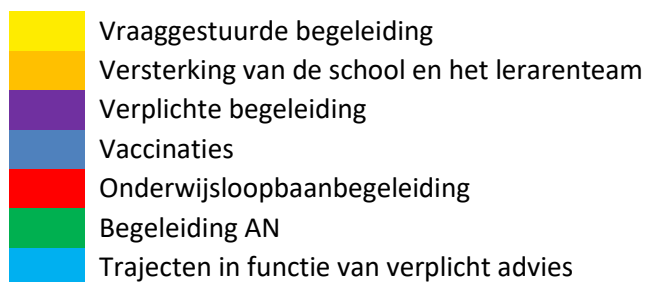 Vraaggestuurde begeleiding
Versterking van de school en het lerarenteam
Verplichte begeleiding
Vaccinaties
Onderwijsloopbaanbegeleiding
Begeleiding AN
Trajecten in functie van verplicht advies